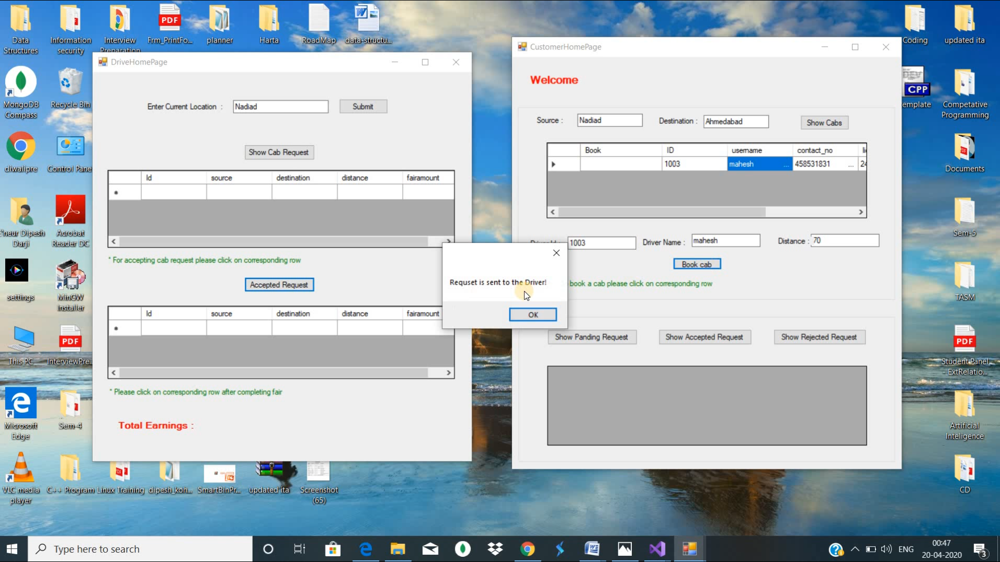 Data Structures
Information security
Interview Preparation
PDF
Frm_PrintFo...
planner
Harta
RoadMap
data-structu...
Coding
updated ita
MongoDB Compass
Recycle Bin
DEV
CPP
Competative Programming
diwalipre
Control Pane
Documents
Dipesh Darji
Acrobat Reader DC
Sem-5
settings
MinGW Installer
TASM
This PC
PDF
InterviewPre...
PDF
Student Panel - ExtRelatio...
Microsoft Edge
Sem-4
Artificial Inteligence
VLC media player
C++ Program
Linux Training
dipesh_koh...
SmartBinPr...
updated ita
Screenshot (65)
CD
DriveHomePage
Enter Current Location : Nadiad Submit
Show Cab Request
Id source destination distance fairamount
* For accepting cab request please click on corresponding row
Accepted Request
Id source destination distance fairamount
* Please click on corresponding row after completing fair
Total Earnings :
CustomerHomePage
Welcome
Source : Nadiad Destination : Ahmedabad Show Cabs
Book ID username contact_no
1003 mahesh ... 458531831 ... 24
1003 Driver Name : mahesh Distance : 70
Book cab
book a cab please click on corresponding row
Show Panding Request Show Accepted Request Show Rejected Request
Requset is sent to the Driver!
OK
Type here to search
ENG
00:47
20-04-2020
3